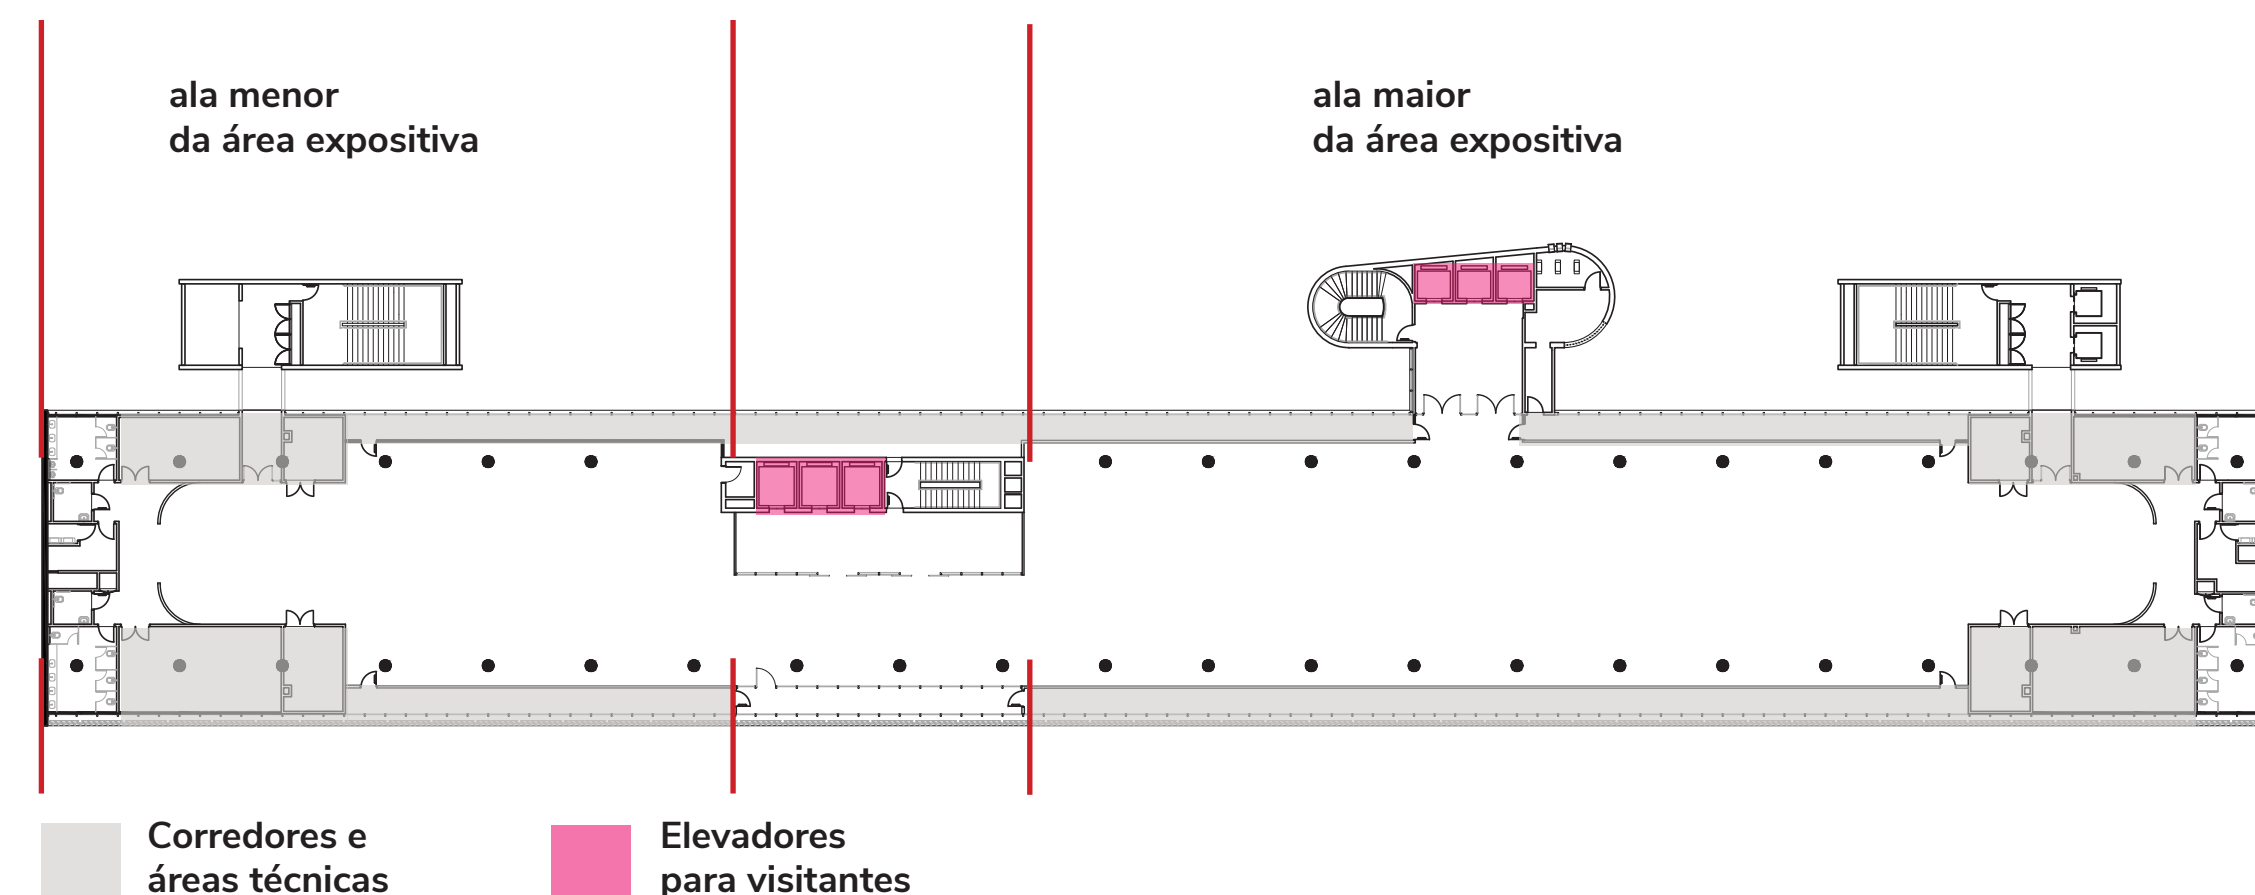 ala menor
da área expositiva
ala maior
da área expositiva
Corredores e
áreas técnicas
Elevadores
para visitantes